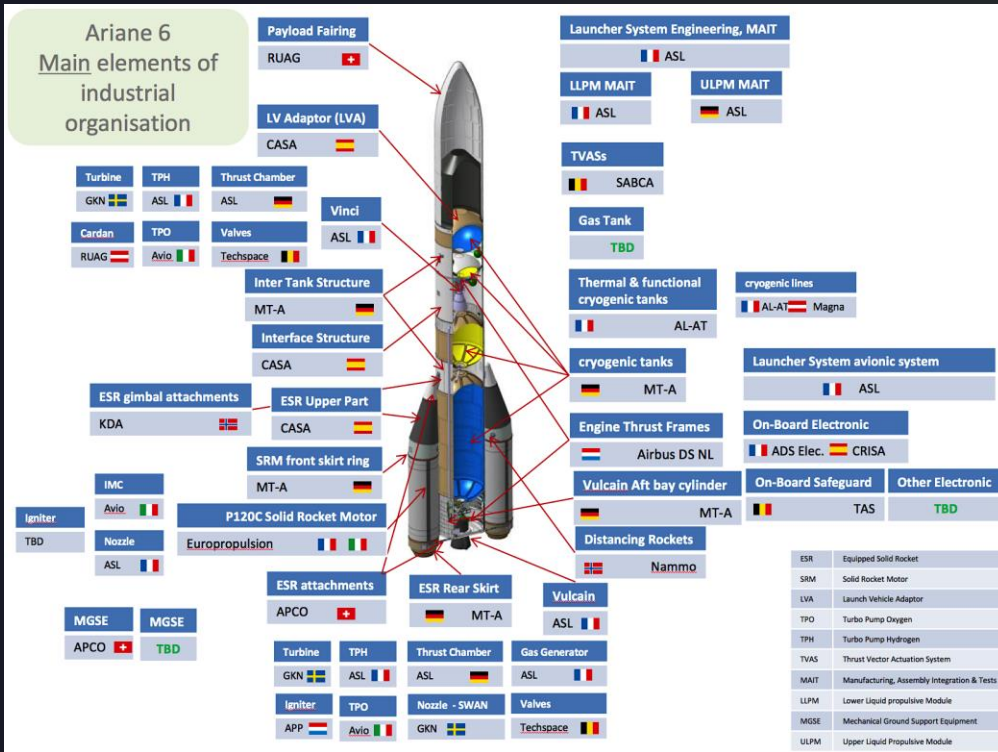 Ariane 6
Main elements of
industrial
organisation
Payload Fairing
RUAG
LV Adaptor (LVA)
CASA
Launcher System Engineering, MAIT
ASL
LLPM MAIT
ASL
ULPM MAIT
ASL
TVASs
SABCA
Gas Tank
TBD
Turbine
GKN
TPH
ASL
Thrust Chamber
ASL
Cardan
RUAG
TPO
Avio
Valves
Techspace
Vinci
ASL
Inter Tank Structure
MT-A
Interface Structure
CASA
Thermal & functional
cryogenic tanks
AL-AT
cryogenic lines
AL-AT
Magna
cryogenic tanks
MT-A
Launcher System avionic system
ASL
ESR gimbal attachments
KDA
ESR Upper Part
CASA
Engine Thrust Frames
Airbus DS NL
On-Board Electronic
ADS Elec.
CRISA
SRM front skirt ring
MT-A
Vulcain Aft bay cylinder
MT-A
On-Board Safeguard
TAS
Other Electronic
TBD
IMC
Avio
Igniter
TBD
Nozzle
ASL
P120C Solid Rocket Motor
Europropulsion
Distancing Rockets
Nammo
ESR attachments
APCO
ESR Rear Skirt
MT-A
Vulcain
ASL
MGSE
APCO
MGSE
TBD
Turbine
GKN
TPH
ASL
Thrust Chamber
ASL
Gas Generator
ASL
Igniter
APP
TPO
Avio
Nozzle - SWAN
GKN
Valves
Techspace
ESR Equipped Solid Rocket
SRM Solid Rocket Motor
LVA Launch Vehicle Adaptor
TPO Turbo Pump Oxygen
TPH Turbo Pump Hydrogen
TVAS Thrust Vector Actuation System
MAIT Manufacturing, Assembly Integration & Tests
LLPM Lower Liquid propulsive Module
MGSE Mechanical Ground Support Equipment
ULPM Upper Liquid Propulsive Module